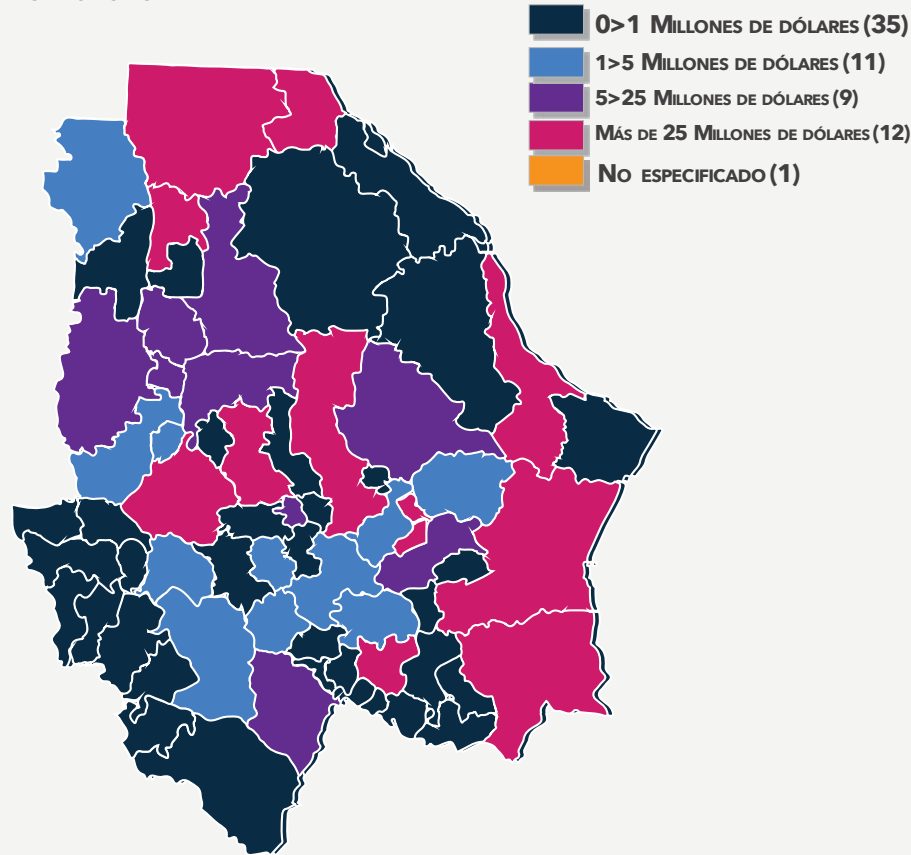 0>1 Millones de dólares (35)
1>5 Millones de dólares (11)
5>25 Millones de dólares (9)
Más de 25 Millones de dólares (12)
No especificado (1)